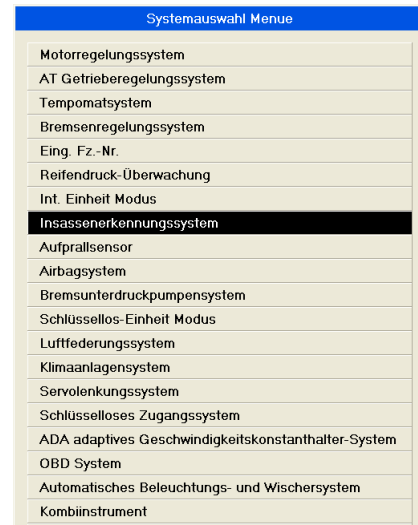 Systemauswahl Menue
Motorregelungssystem
AT Getrieberegelungssystem
Tempomatsystem
Bremsenregelungssystem
Eing. Fz.-Nr.
Reifendruck-Überwachung
Int. Einheit Modus
Insassenerkennungssystem
Aufprallsensor
Airbagsystem
Bremsunterdruckpumpensystem
Schlüssellos-Einheit Modus
Luftfederungssystem
Klimaanlagensystem
Servolenkungssystem
Schlüsselloses Zugangssystem
ADA adaptives Geschwindigkeitskonstanthalter-System
OBD System
Automatisches Beleuchtungs- und Wischersystem
Kombiinstrument